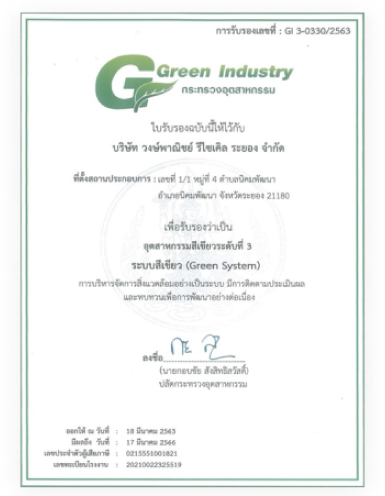 การรับรองเลขที่ : GI 3-0330/2563
Green Industry
กระทรวงอุตสาหกรรม
ใบรับรองฉบับนี้ให้ไว้กับ
บริษัท วงษ์พาณิชย์ รีไซเคิล ระยอง จำกัด
ที่ตั้งสถานประกอบการ : เลขที่ 1/1 หมู่ที่ 4 ตำบลนิคมพัฒนา
อำเภอนิคมพัฒนา จังหวัดระยอง 21180
เพื่อรับรองว่าเป็น
อุตสาหกรรมสีเขียวระดับที่ 3
ระบบสีเขียว (Green System)
การบริหารจัดการสิ่งแวดล้อมอย่างเป็นระบบ มีการติดตามประเมินผล
และทบทวนเพื่อการพัฒนาอย่างต่อเนื่อง
ลงชื่อ
(นายกอบชัย สังสิทธิสวัสดิ์)
ปลัดกระทรวงอุตสาหกรรม
ออกให้ ณ วันที่ : 18 มีนาคม 2563
มีผลถึง วันที่ : 17 มีนาคม 2566
เลขประจำตัวผู้เสียภาษี : 0215551001821
เลขทะเบียนโรงงาน : 20210022325519